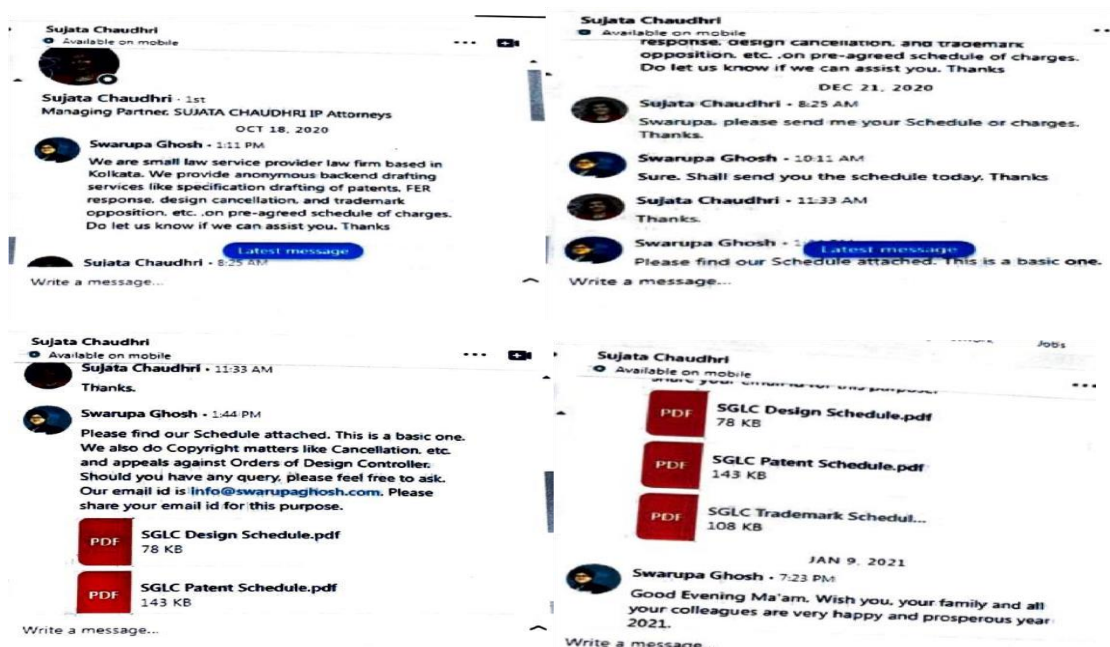 Sujata Chaudhri
Available on mobile
Sujata Chaudhri · 1st
Managing Partner, SUJATA CHAUDHRI IP Attorneys
OCT 18, 2020
Swarupa Ghosh · 1:11 PM
We are small law service provider law firm based in
Kolkata. We provide anonymous backend drafting
services like specification drafting of patents, FER
response, design cancellation, and trademark
opposition, etc. .on pre-agreed schedule of charges.
Do let us know if we can assist you. Thanks
Latest message
Sujata Chaudhri · 8:25 AM
Write a message...
Sujata Chaudhri
Available on mobile
response, design cancellation, and trademark
opposition, etc. .on pre-agreed schedule of charges.
Do let us know if we can assist you. Thanks
DEC 21, 2020
Sujata Chaudhri · 8:25 AM
Swarupa, please send me your Schedule or charges.
Thanks.
Swarupa Ghosh · 10:11 AM
Sure. Shall send you the schedule today. Thanks
Sujata Chaudhri · 11:33 AM
Thanks.
Swarupa Ghosh ·
Latest message
Please find our Schedule attached. This is a basic one.
Write a message...
Sujata Chaudhri
Available on mobile
Sujata Chaudhri · 11:33 AM
Thanks.
Swarupa Ghosh · 1:44 PM
Please find our Schedule attached. This is a basic one.
We also do Copyright matters like Cancellation, etc.
and appeals against Orders of Design Controller.
Should you have any query, please feel free to ask.
Our email id is info@swarupaghosh.com. Please
share your email id for this purpose.
PDF
SGLC Design Schedule.pdf
78 KB
PDF
SGLC Patent Schedule.pdf
143 KB
Write a message...
Jobs
Sujata Chaudhri
Available on mobile
share your email id for this purpose.
PDF
SGLC Design Schedule.pdf
78 KB
PDF
SGLC Patent Schedule.pdf
143 KB
PDF
SGLC Trademark Schedul...
108 KB
JAN 9, 2021
Swarupa Ghosh · 7:23 PM
Good Evening Ma'am. Wish you, your family and all
your colleagues are very happy and prosperous year
2021.
Write a message...